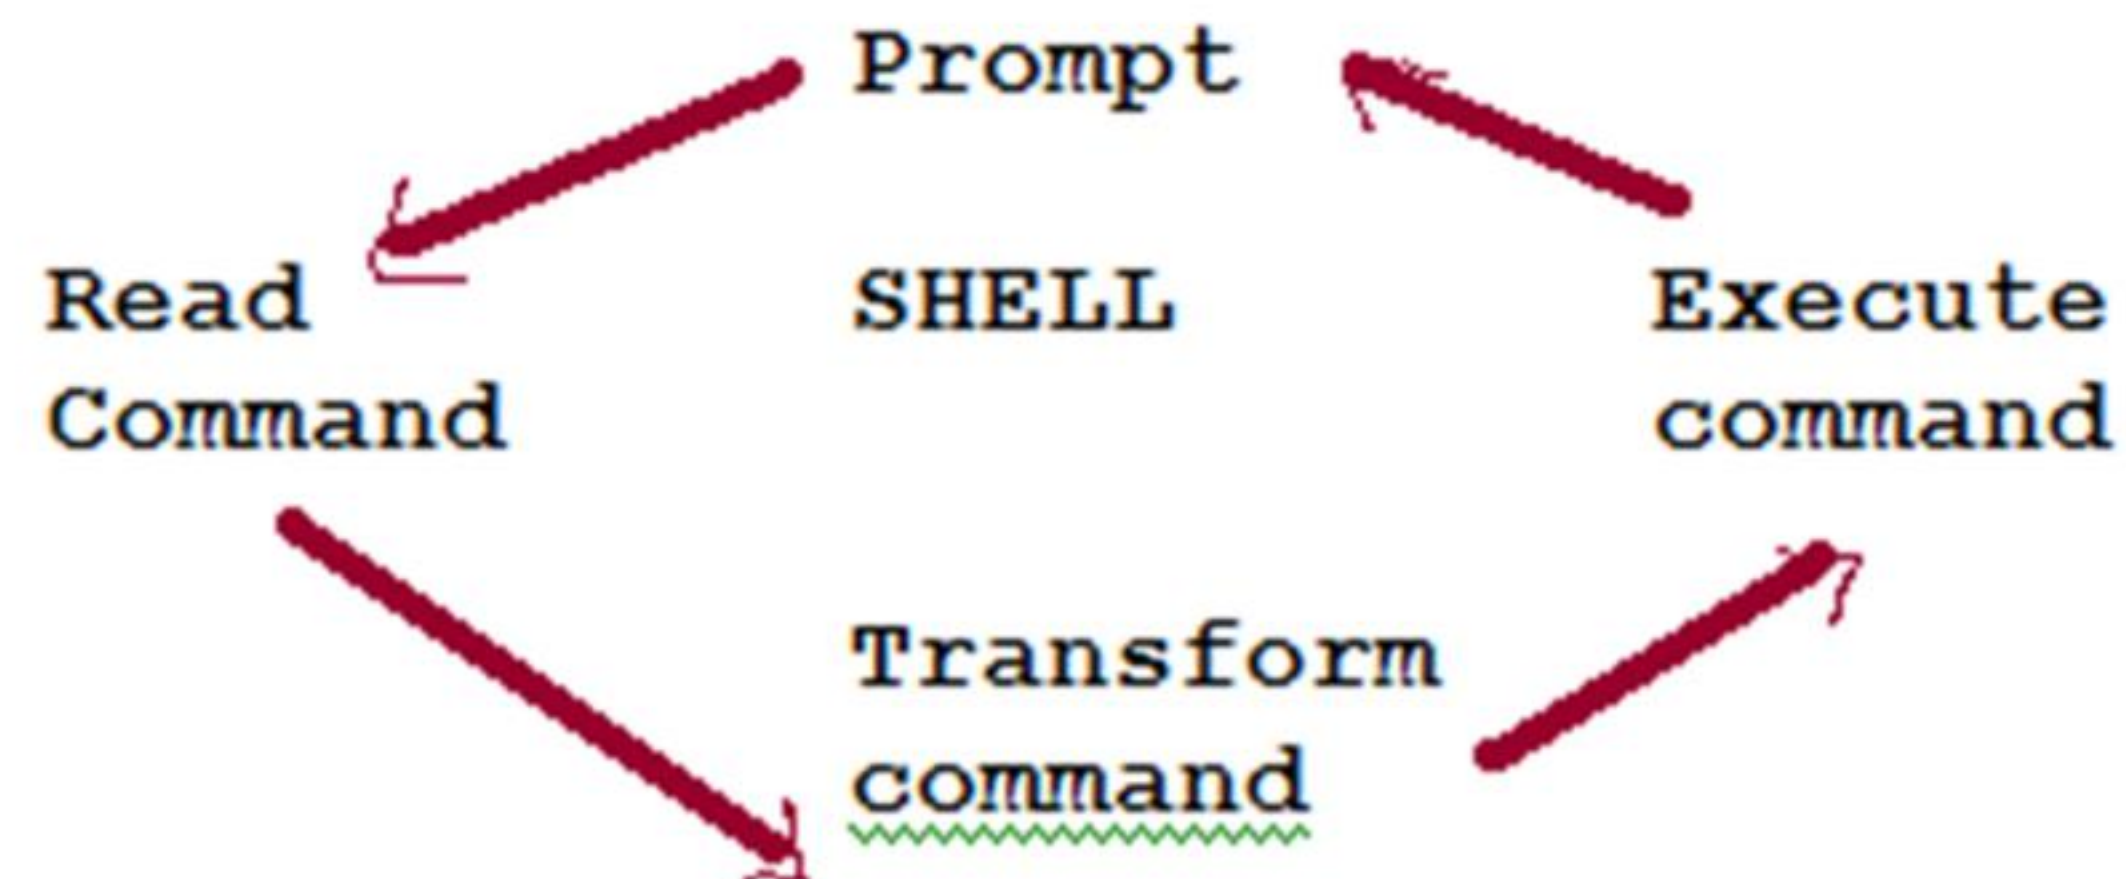 Prompt
Read
Command
SHELL
Execute
command
Transform
command